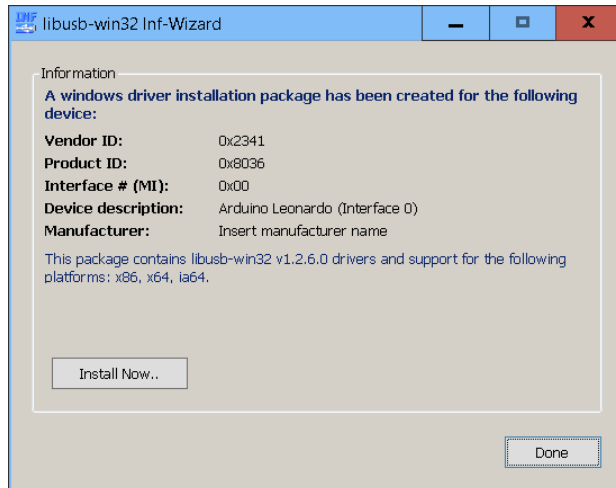 libusb-win32 Inf-Wizard
Information
A windows driver installation package has been created for the following
device:
Vendor ID: 0x2341
Product ID: 0x8036
Interface # (MI): 0x00
Device description: Arduino Leonardo (Interface 0)
Manufacturer: Insert manufacturer name
This package contains libusb-win32 v1.2.6.0 drivers and support for the following
platforms: x86, x64, ia64.
Install Now..
Done